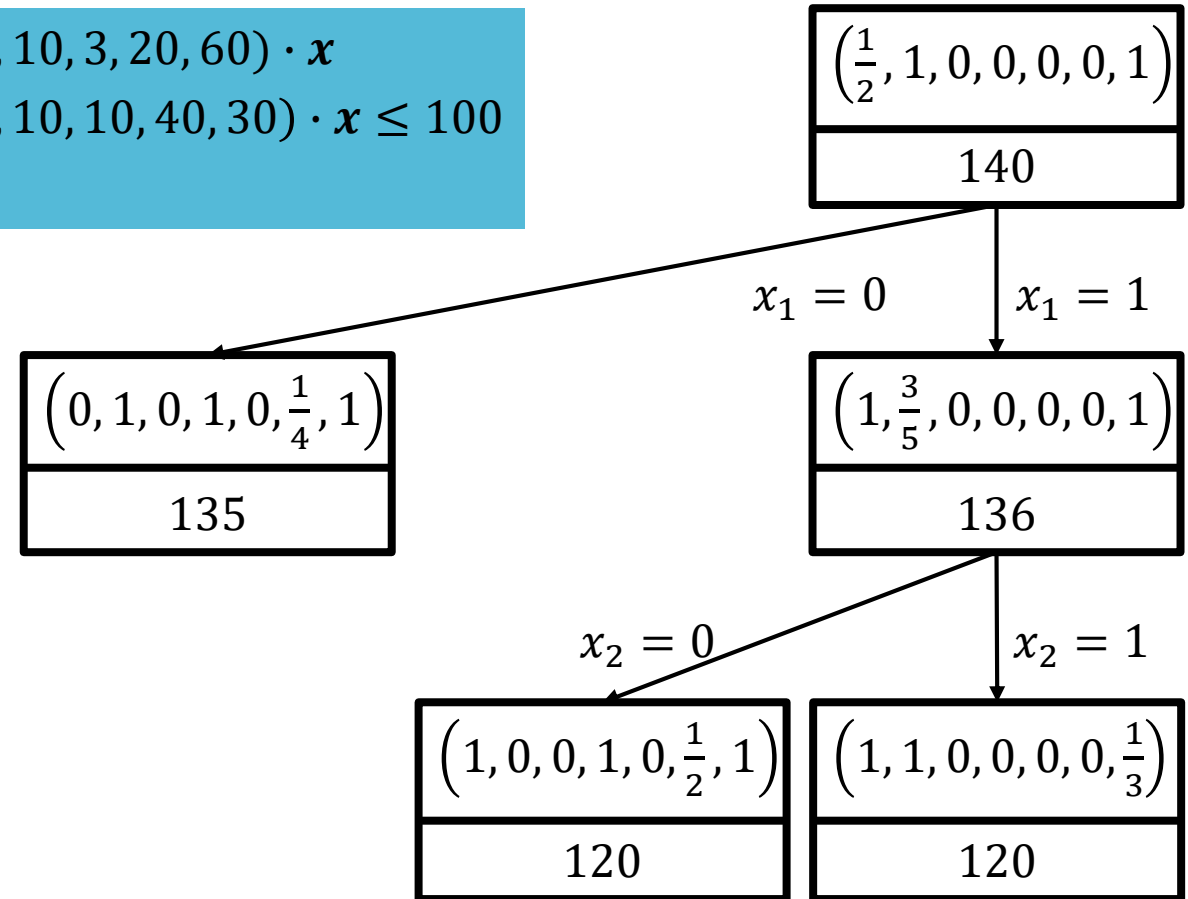 , 10, 3, 20, 60) · x
, 10, 10, 40, 30) · x ≤ 100
(1/2, 1, 0, 0, 0, 0, 1)
140
x₁ = 0
x₁ = 1
(0, 1, 0, 1, 0, 1/4, 1)
135
(1, 3/5, 0, 0, 0, 0, 1)
136
x₂ = 0
x₂ = 1
(1, 0, 0, 1, 0, 1/2, 1)
120
(1, 1, 0, 0, 0, 0, 1/3)
120